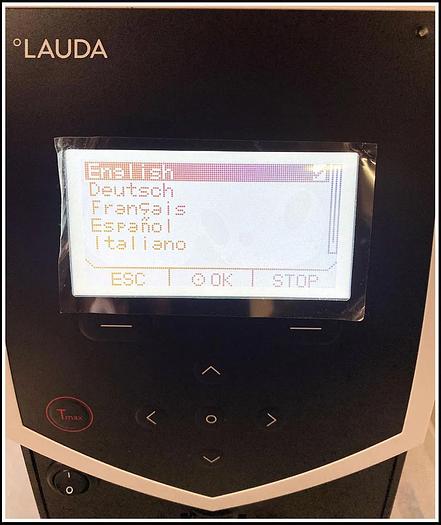 °LAUDA
English
Deutsch
Français
Español
Italiano
ESC OK STOP
Tmax